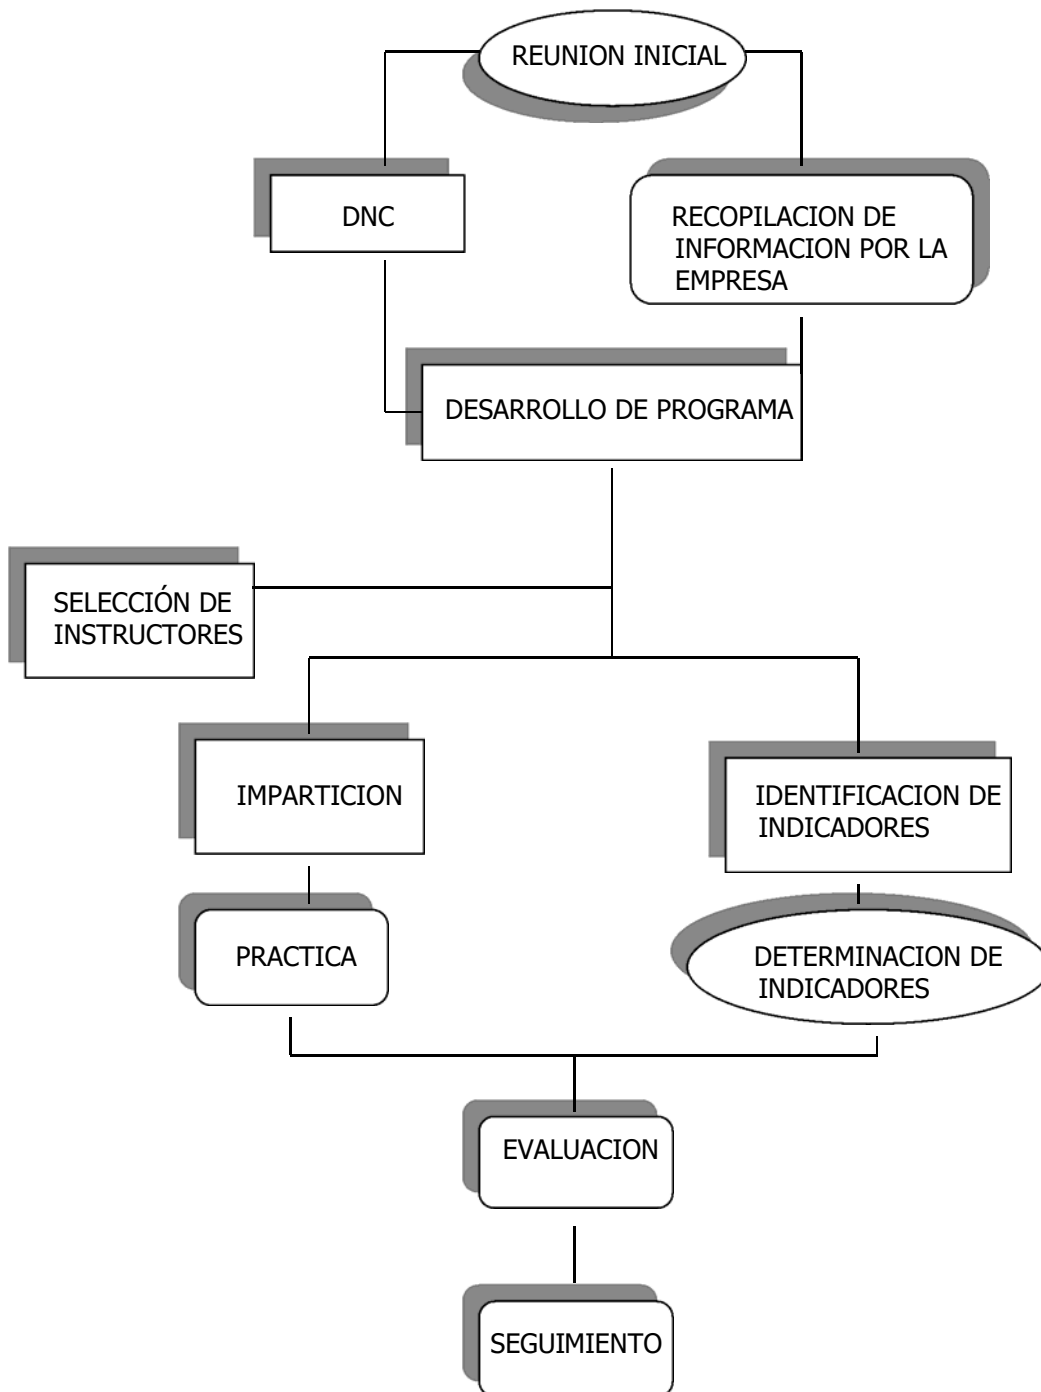 REUNION INICIAL
DNC
RECOPILACION DE
INFORMACION POR LA
EMPRESA
DESARROLLO DE PROGRAMA
SELECCIÓN DE
INSTRUCTORES
IMPARTICION
IDENTIFICACION DE
INDICADORES
PRACTICA
DETERMINACION DE
INDICADORES
EVALUACION
SEGUIMIENTO